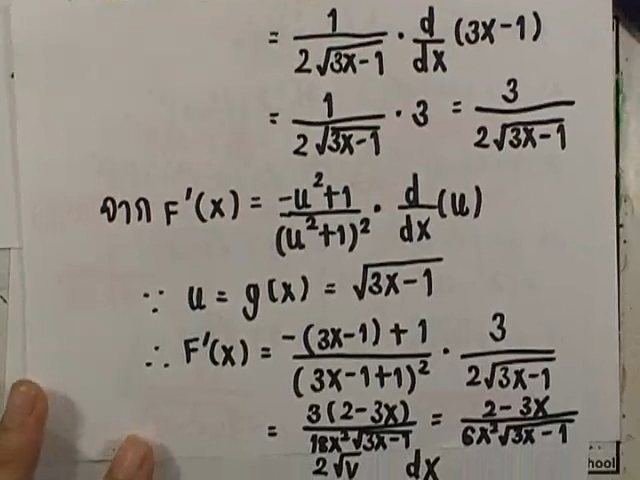 = 1/(2√(3x-1)) · d/dx (3x-1)
= 1/(2√(3x-1)) · 3 = 3/(2√(3x-1))
จาก F'(x) = (-u²+1)/(u²+1)² · d/dx (u)
∵ u = g(x) = √(3x-1)
∴ F'(x) = (-(3x-1)+1)/(3x-1+1)² · 3/(2√(3x-1))
= 3(2-3x)/(18x²√(3x-1)) = (2-3x)/(6x²√(3x-1))
2√v dx
hool